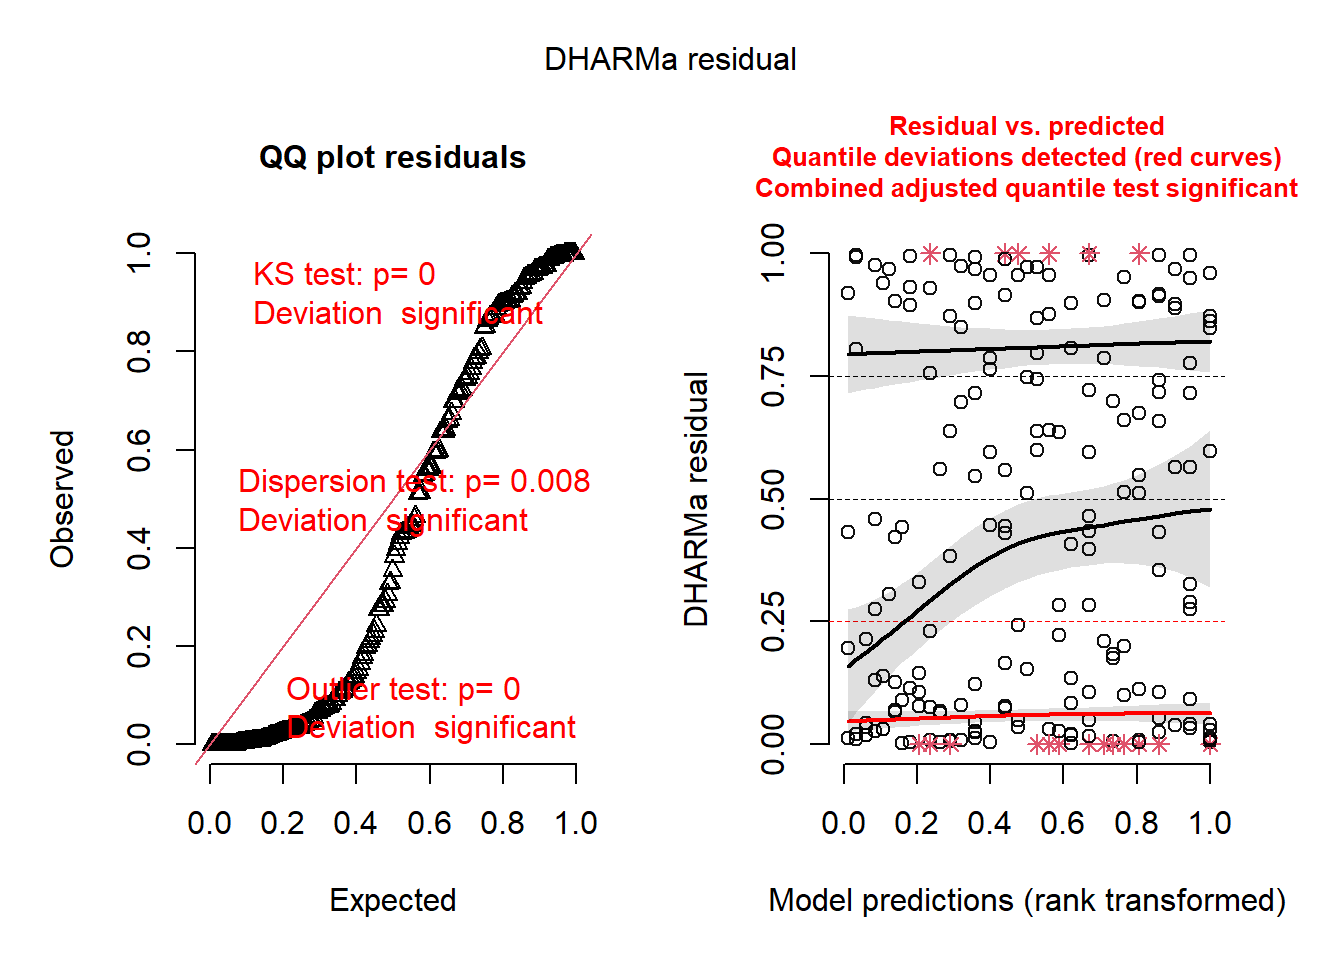 DHARMa residual
QQ plot residuals
KS test: p= 0
Deviation  significant
Dispersion test: p= 0.008
Deviation  significant
Outlier test: p= 0
Deviation  significant
Observed
0.0 0.2 0.4 0.6 0.8 1.0
0.0 0.2 0.4 0.6 0.8 1.0
Expected
Residual vs. predicted
Quantile deviations detected (red curves)
Combined adjusted quantile test significant
DHARMa residual
0.00 0.25 0.50 0.75 1.00
0.0 0.2 0.4 0.6 0.8 1.0
Model predictions (rank transformed)